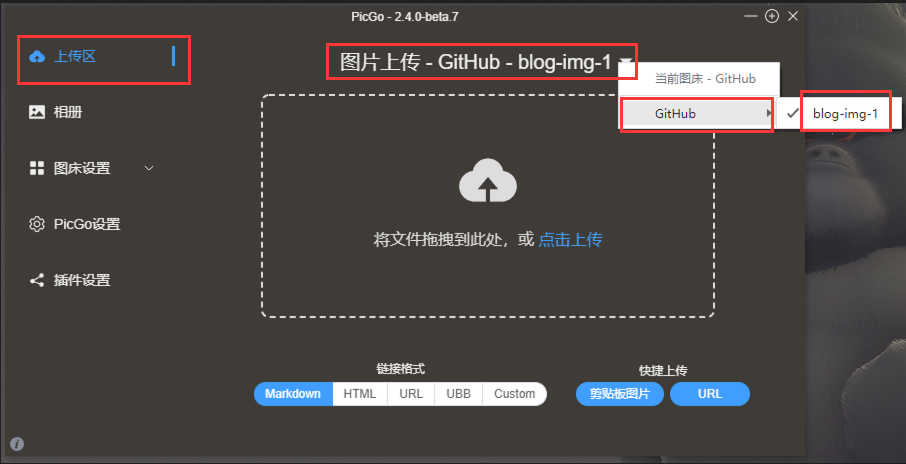 PicGo - 2.4.0-beta.7
上传区
相册
图床设置
PicGo设置
插件设置
图片上传 - GitHub - blog-img-1
当前图床 - GitHub
GitHub
blog-img-1
将文件拖拽到此处，或 点击上传
链接格式
Markdown HTML URL UBB Custom
快捷上传
剪贴板图片 URL